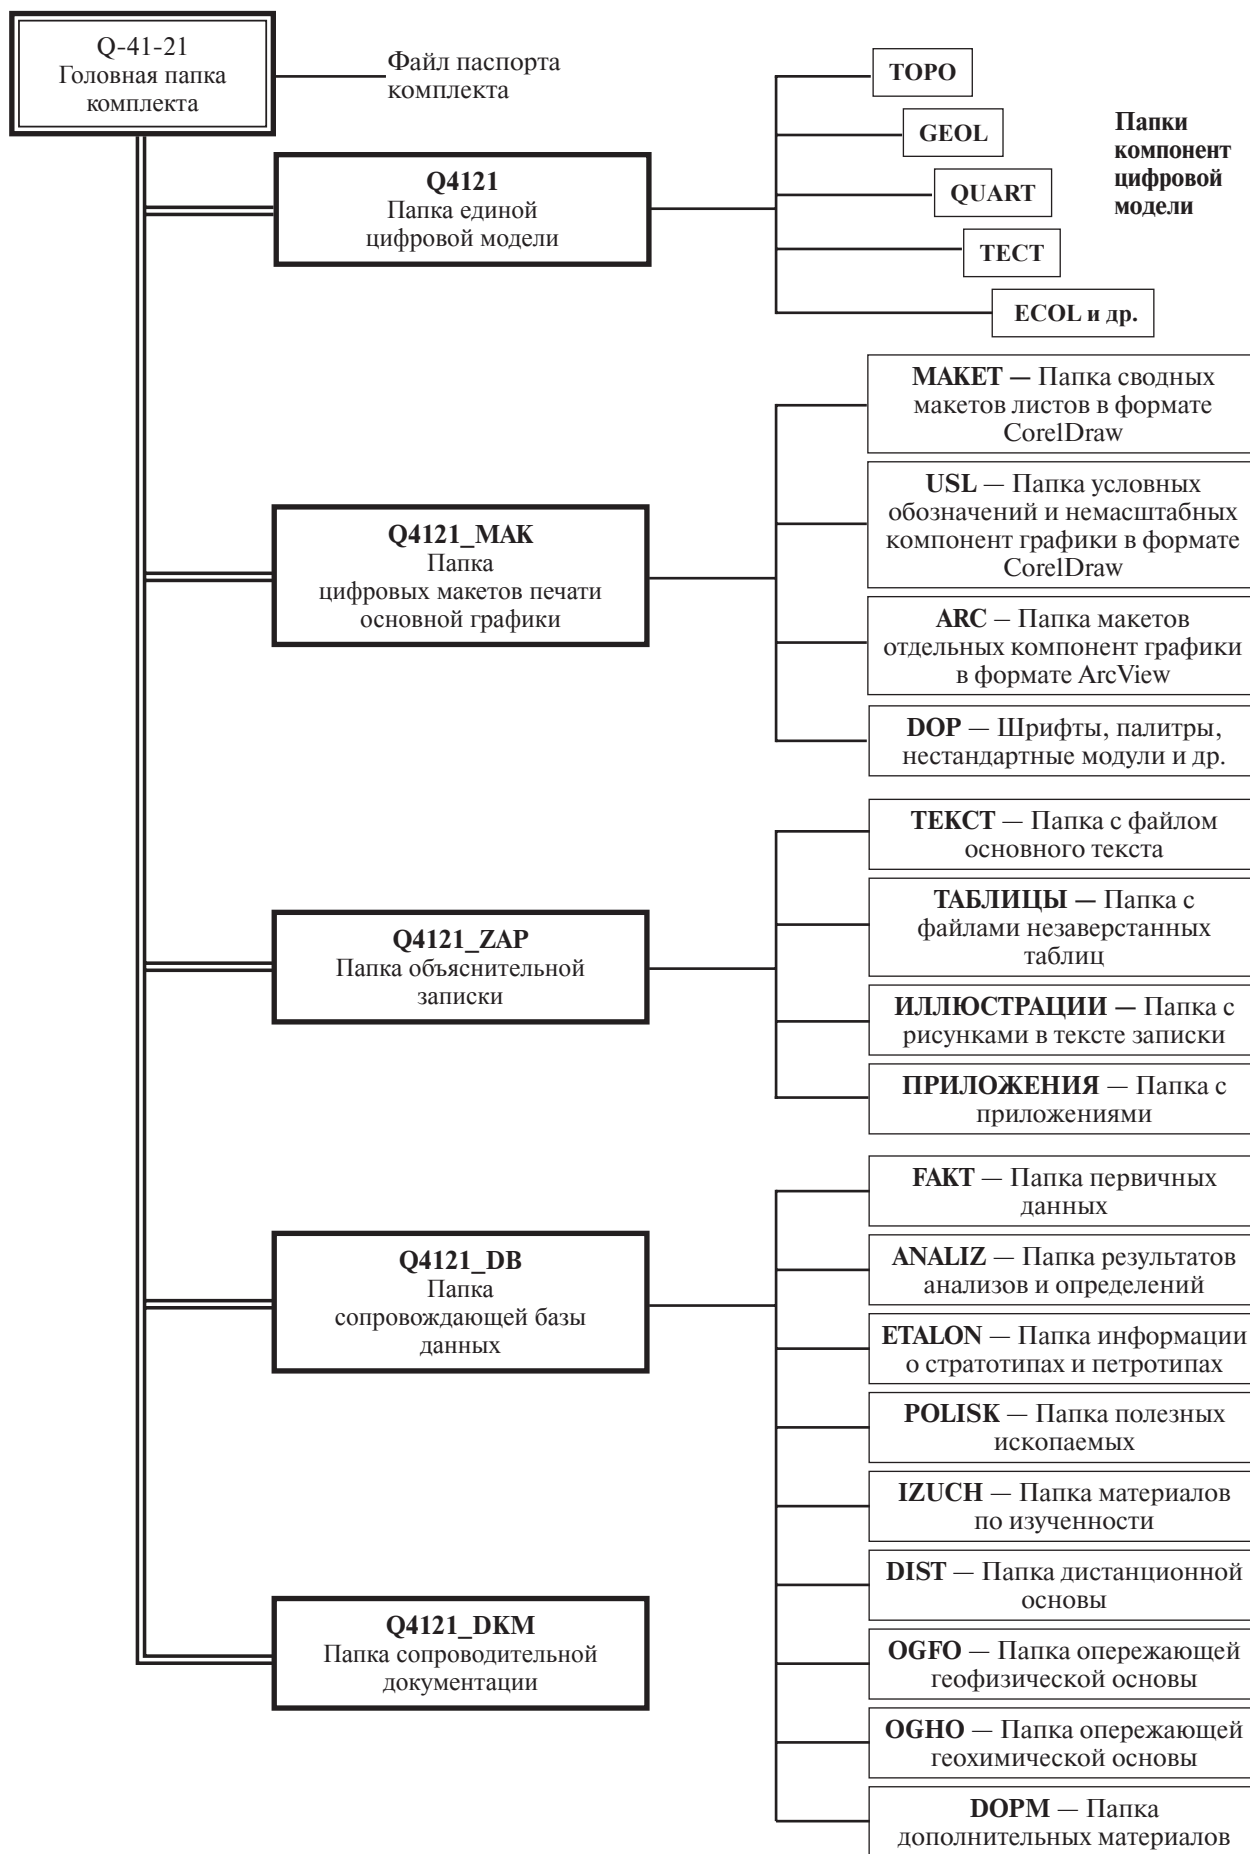 Q-41-21
Головная папка
комплекта
Файл паспорта
комплекта
Q4121
Папка единой
цифровой модели
TOPO
GEOL
QUART
TECT
ECOL и др.
Папки
компонент
цифровой
модели
Q4121_MAK
Папка
цифровых макетов печати
основной графики
MAKET — Папка сводных
макетов листов в формате
CorelDraw
USL — Папка условных
обозначений и немасштабных
компонент графики в формате
CorelDraw
ARC — Папка макетов
отдельных компонент графики
в формате ArcView
DOP — Шрифты, палитры,
нестандартные модули и др.
Q4121_ZAP
Папка объяснительной
записки
ТЕКСТ — Папка с файлом
основного текста
ТАБЛИЦЫ — Папка с
файлами незаверстанных
таблиц
ИЛЛЮСТРАЦИИ — Папка с
рисунками в тексте записки
ПРИЛОЖЕНИЯ — Папка с
приложениями
Q4121_DB
Папка
сопровождающей базы
данных
FAKT — Папка первичных
данных
ANALIZ — Папка результатов
анализов и определений
ETALON — Папка информации
о стратотипах и петротипах
POLISK — Папка полезных
ископаемых
IZUCH — Папка материалов
по изученности
DIST — Папка дистанционной
основы
OGFO — Папка опережающей
геофизической основы
OGHO — Папка опережающей
геохимической основы
DOPM — Папка
дополнительных материалов
Q4121_DKM
Папка сопроводительной
документации